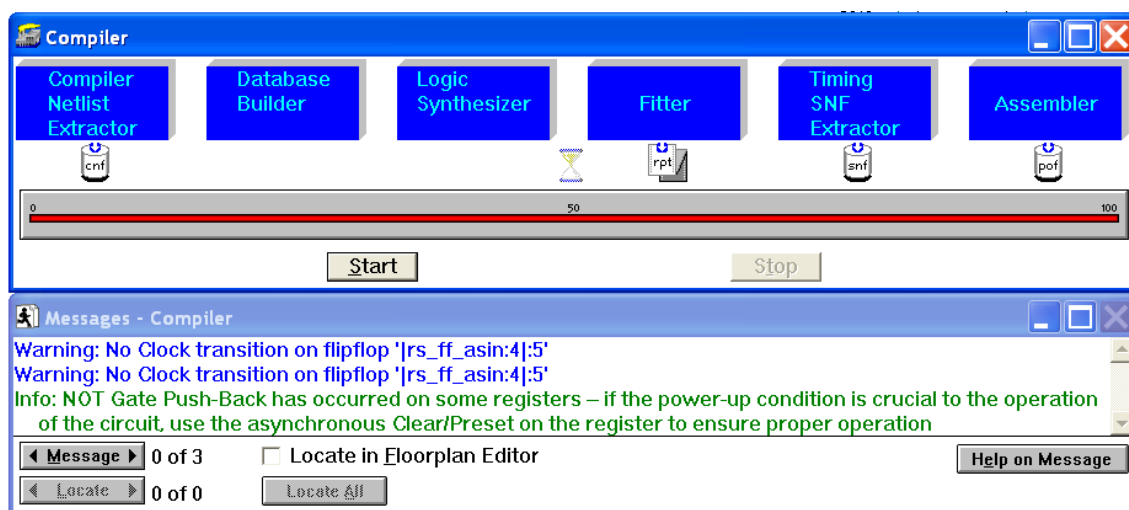 Compiler
Compiler Database Logic Timing
Netlist Builder Synthesizer Fitter SNF Assembler
Extractor Extractor
cnf rpt snf pof
0 50 100
Start Stop
Messages - Compiler
Warning: No Clock transition on flipflop '|rs_ff_asin:4|:5'
Warning: No Clock transition on flipflop '|rs_ff_asin:4|:5'
Info: NOT Gate Push-Back has occurred on some registers – if the power-up condition is crucial to the operation
of the circuit, use the asynchronous Clear/Preset on the register to ensure proper operation
Message 0 of 3 Locate in Floorplan Editor Help on Message
Locate 0 of 0 Locate All